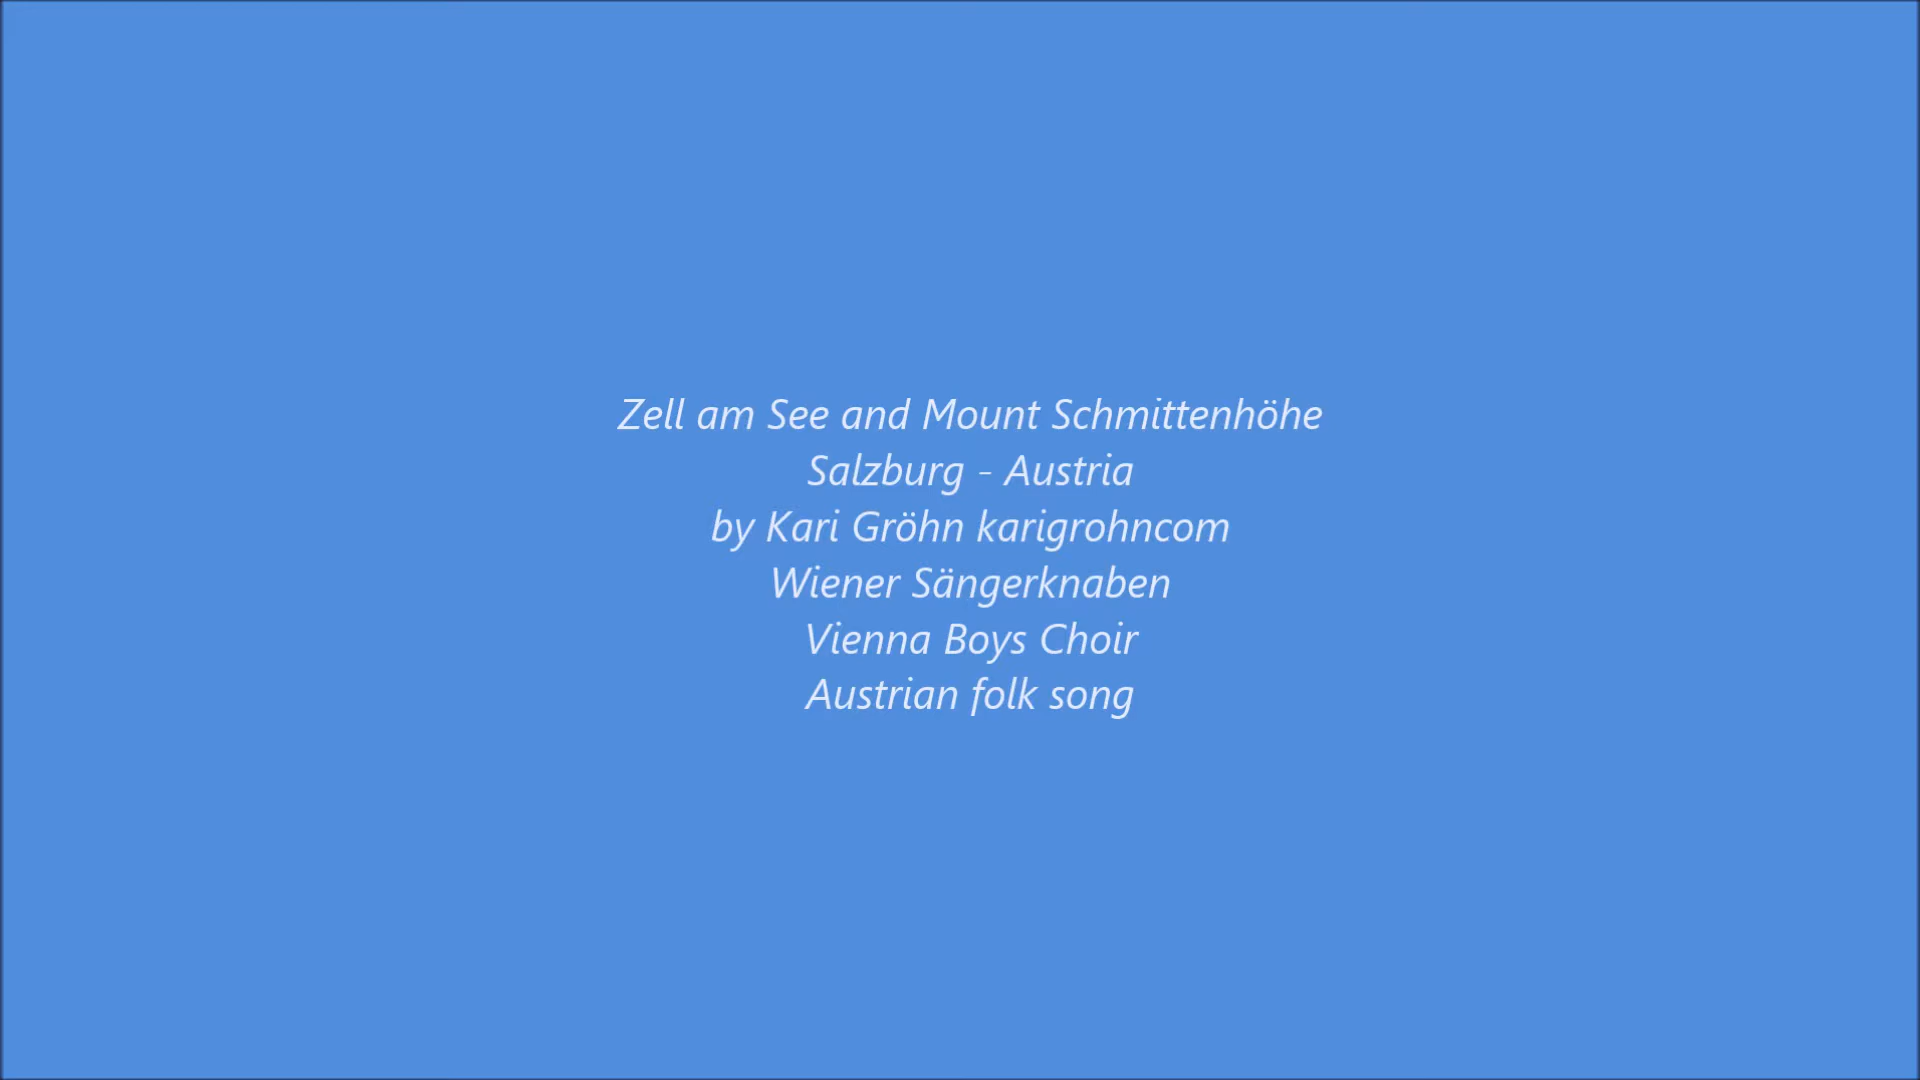 Zell am See and Mount Schmittenhöhe
Salzburg - Austria
by Kari Gröhn karigrohncom
Wiener Sängerknaben
Vienna Boys Choir
Austrian folk song